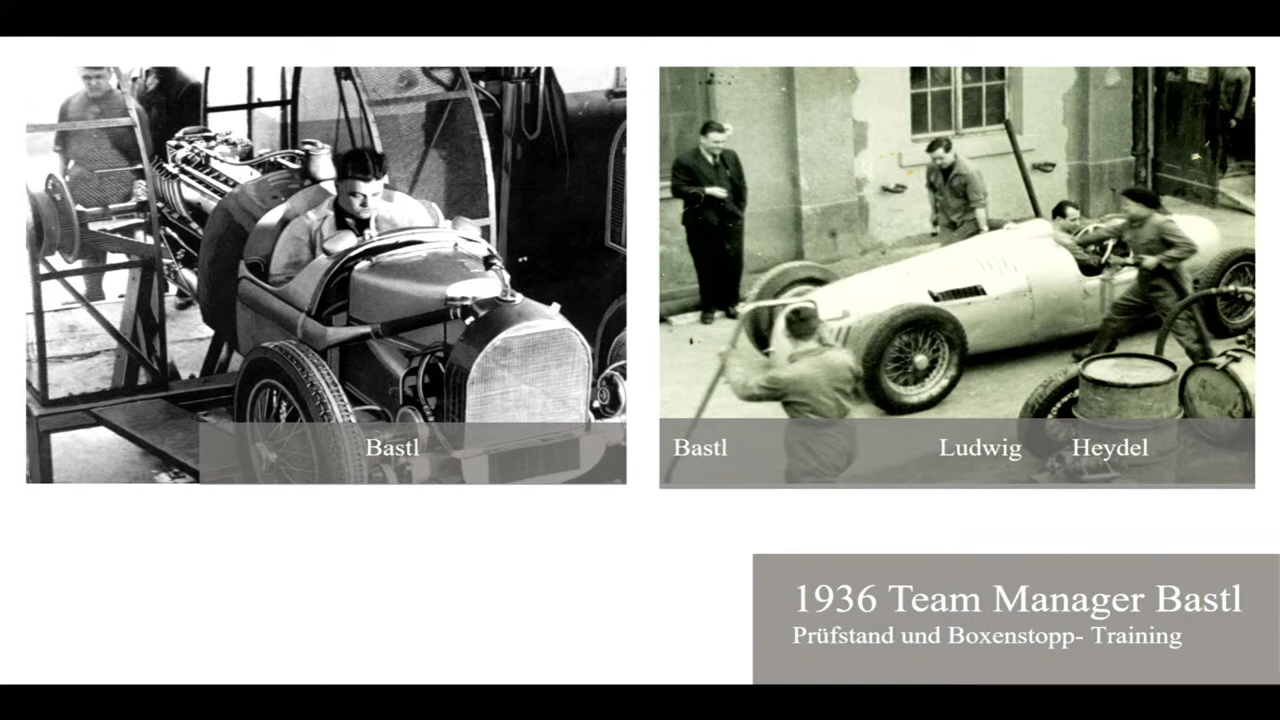 Bastl
Bastl Ludwig Heydel
1936 Team Manager Bastl
Prüfstand und Boxenstopp- Training